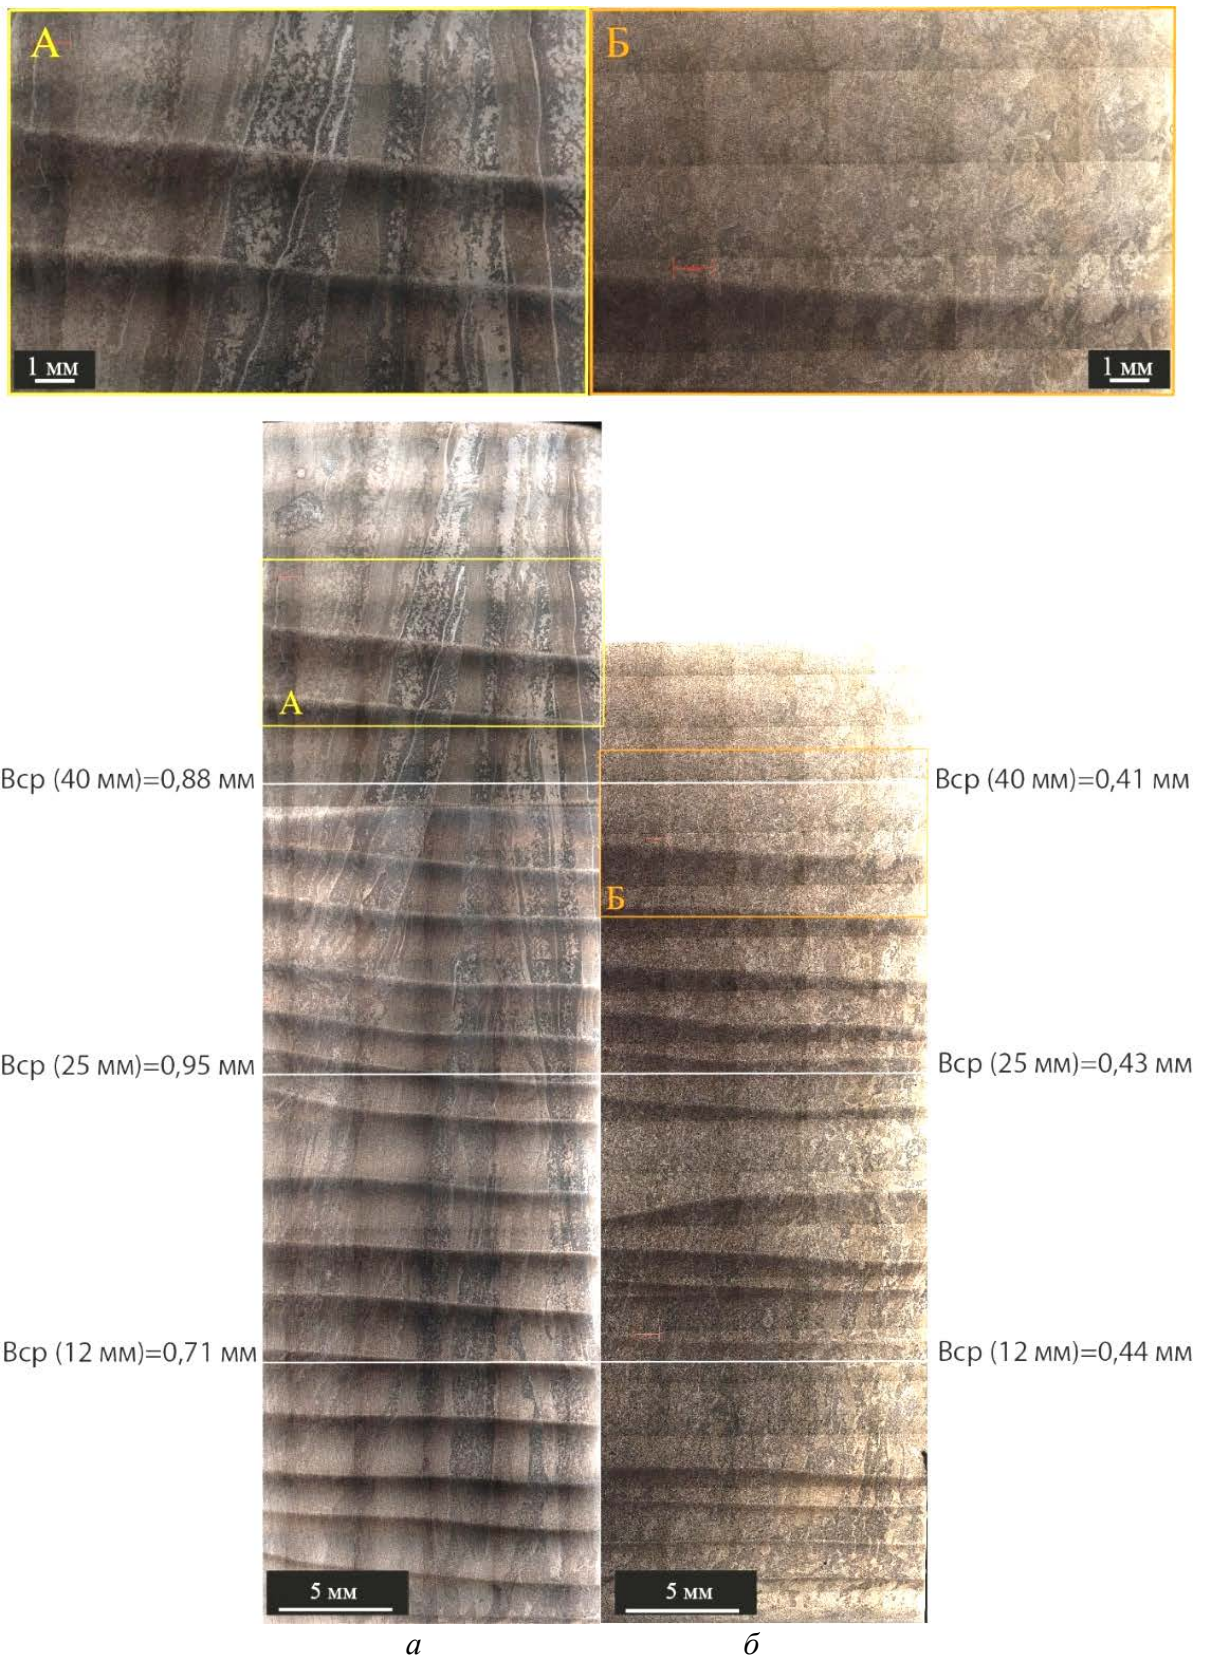 А
Б
1 мм
1 мм
А
Вср (40 мм)=0,88 мм
Вср (40 мм)=0,41 мм
Б
Вср (25 мм)=0,95 мм
Вср (25 мм)=0,43 мм
Вср (12 мм)=0,71 мм
Вср (12 мм)=0,44 мм
5 мм
5 мм
а
б